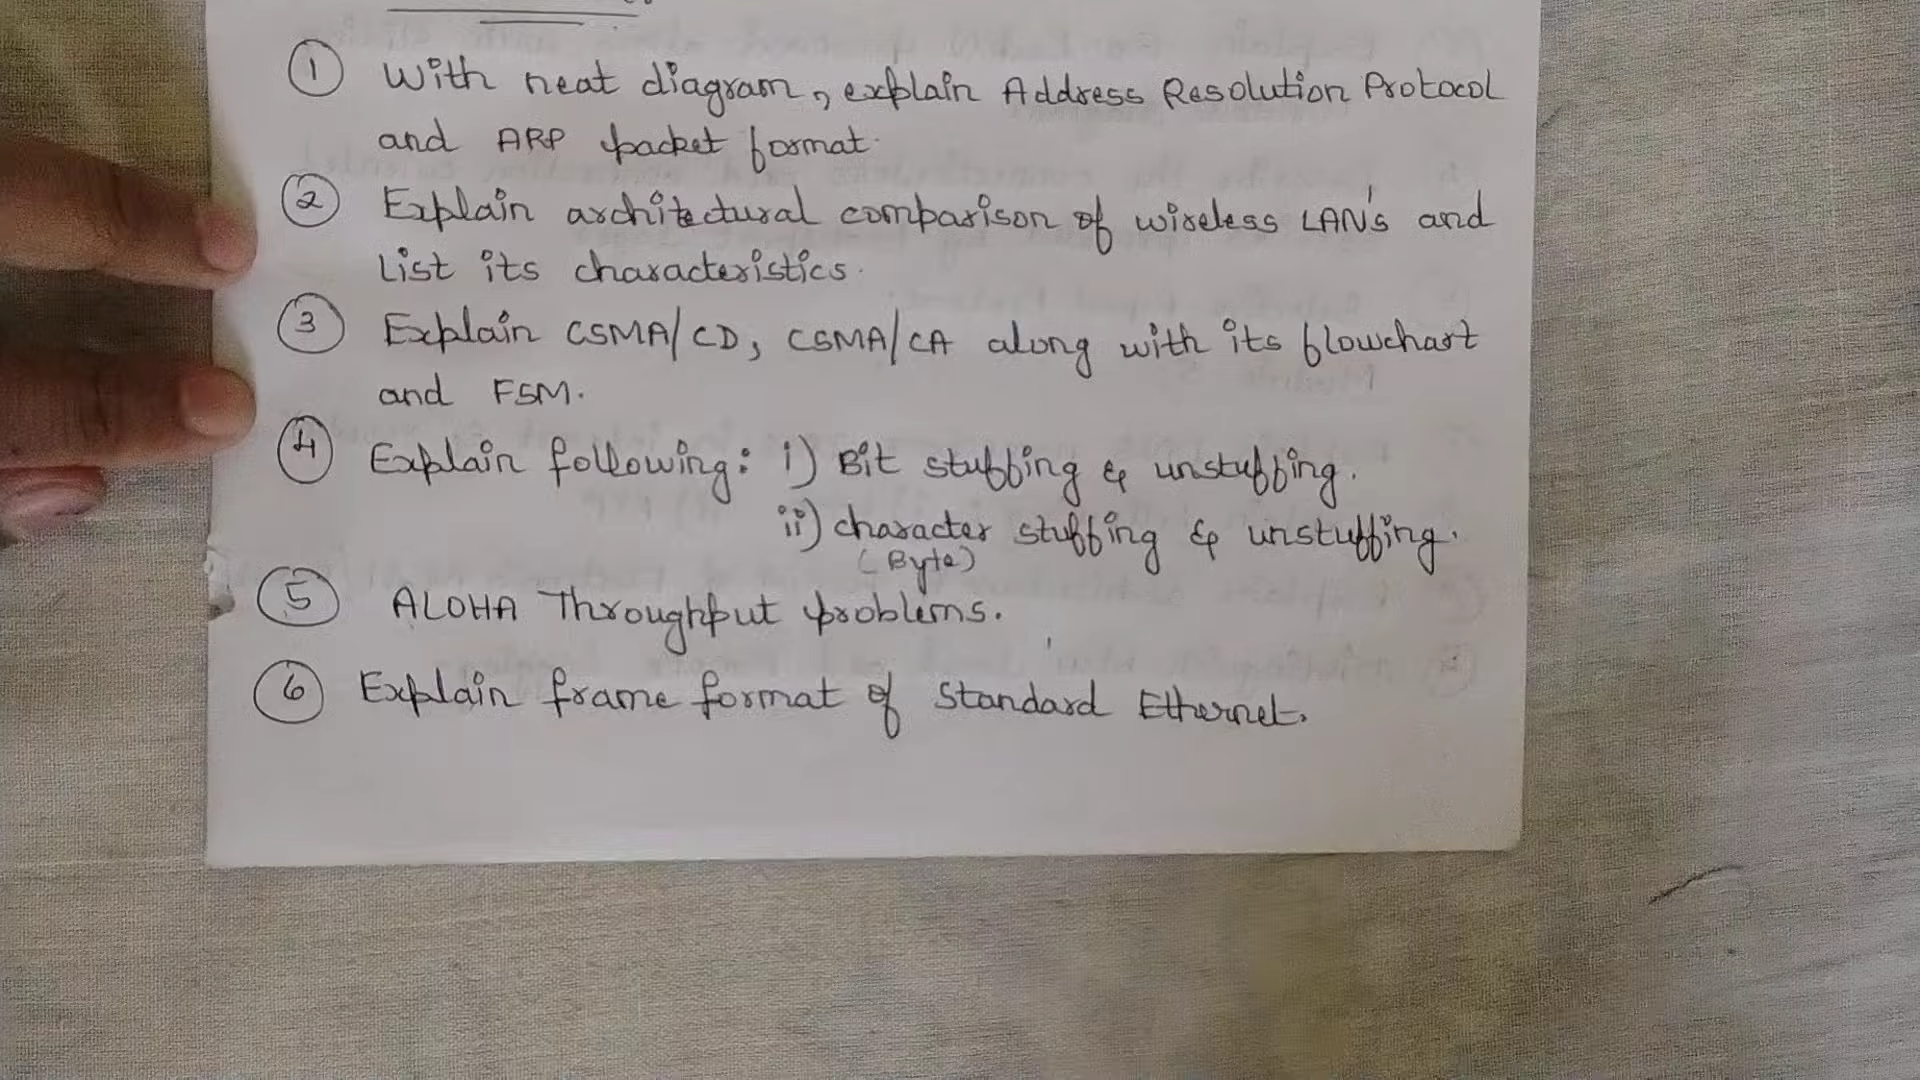 ① With neat diagram, explain Address Resolution Protocol
and ARP packet format.
② Explain architectural comparison of wireless LAN's and
List its characteristics.
③ Explain CSMA/CD, CSMA/CA along with its flowchart
and FSM.
④ Explain following: i) Bit stuffing & unstuffing.
ii) character stuffing & unstuffing.
(Byte)
⑤ ALOHA Throughput problems.
⑥ Explain frame format of Standard Ethernet.